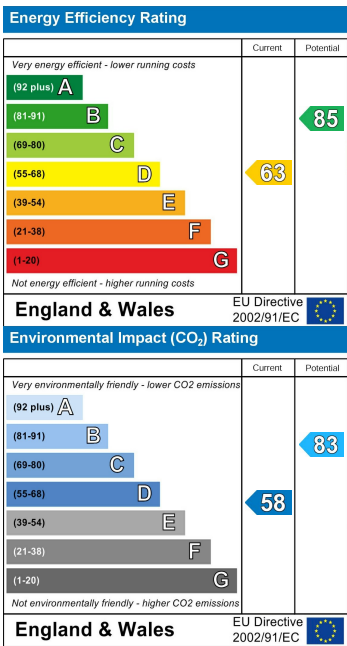 Energy Efficiency Rating
Current Potential
Very energy efficient - lower running costs
(92 plus) A
(81-91) B
85
(69-80) C
(55-68) D
63
(39-54) E
(21-38) F
(1-20) G
Not energy efficient - higher running costs
England & Wales
EU Directive
2002/91/EC
Environmental Impact (CO₂) Rating
Current Potential
Very environmentally friendly - lower CO2 emissions
(92 plus) A
(81-91) B
83
(69-80) C
(55-68) D
58
(39-54) E
(21-38) F
(1-20) G
Not environmentally friendly - higher CO2 emissions
England & Wales
EU Directive
2002/91/EC